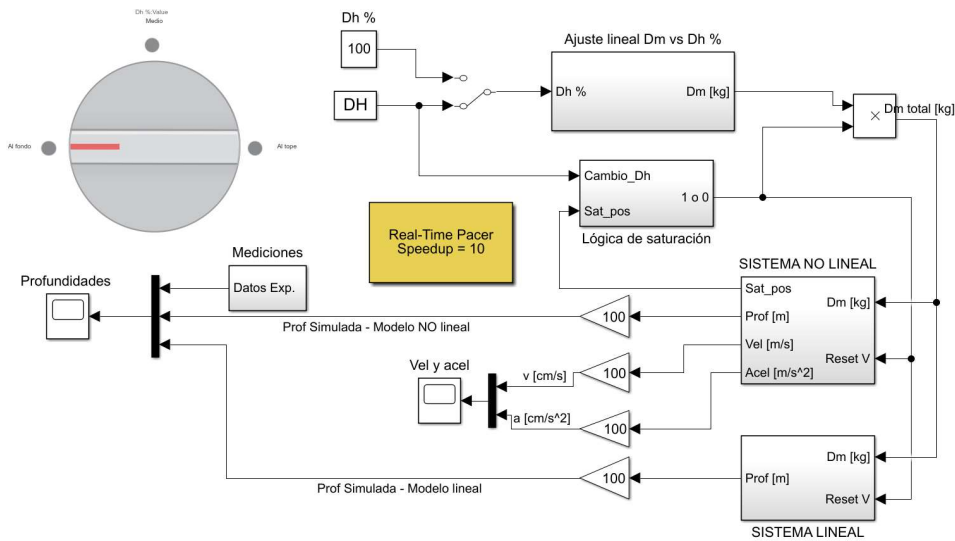 Dh %:Value
Medio
Al fondo
Al tope
Dh %
100
DH
Ajuste lineal Dm vs Dh %
Dh %
Dm [kg]
×
Dm total [kg]
Cambio_Dh
Sat_pos
1 o 0
Lógica de saturación
Real-Time Pacer
Speedup = 10
Mediciones
Datos Exp.
Profundidades
SISTEMA NO LINEAL
Sat_pos
Prof [m]
Vel [m/s]
Acel [m/s^2]
Dm [kg]
Reset V
100
Prof Simulada - Modelo NO lineal
Vel y acel
v [cm/s]
100
a [cm/s^2]
100
Dm [kg]
Prof [m]
Reset V
SISTEMA LINEAL
100
Prof Simulada - Modelo lineal